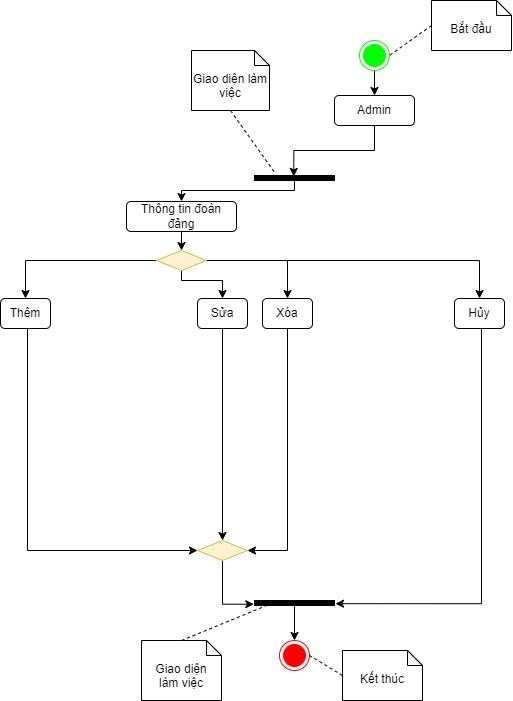 Bắt đầu
Giao diện làm
việc
Admin
Thông tin đoàn
đảng
Thêm
Sửa
Xóa
Hủy
Giao diện
làm việc
Kết thúc